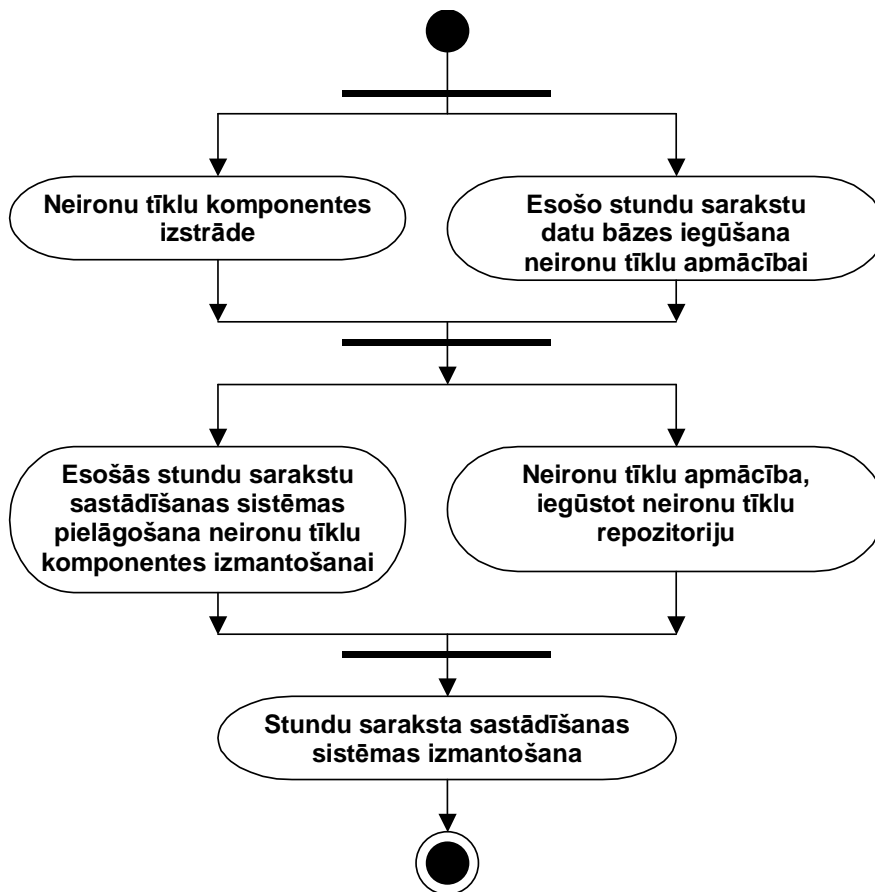 Neironu tīklu komponentes
izstrāde
Esošo stundu sarakstu
datu bāzes iegūšana
neironu tīklu apmācībai
Esošās stundu sarakstu
sastādīšanas sistēmas
pielāgošana neironu tīklu
komponentes izmantošanai
Neironu tīklu apmācība,
iegūstot neironu tīklu
repozitoriju
Stundu saraksta sastādīšanas
sistēmas izmantošana